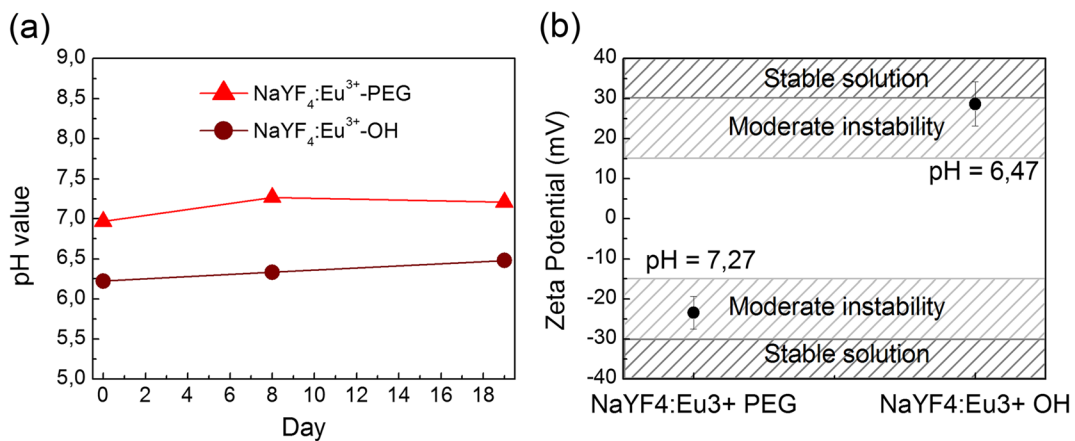 (a)
pH value
9,0
8,5
8,0
7,5
7,0
6,5
6,0
5,5
5,0
NaYF₄:Eu³⁺-PEG
NaYF₄:Eu³⁺-OH
0 2 4 6 8 10 12 14 16 18
Day
(b)
Zeta Potential (mV)
40
30
20
10
0
-10
-20
-30
-40
Stable solution
Moderate instability
pH = 6,47
pH = 7,27
Moderate instability
Stable solution
NaYF4:Eu3+ PEG NaYF4:Eu3+ OH